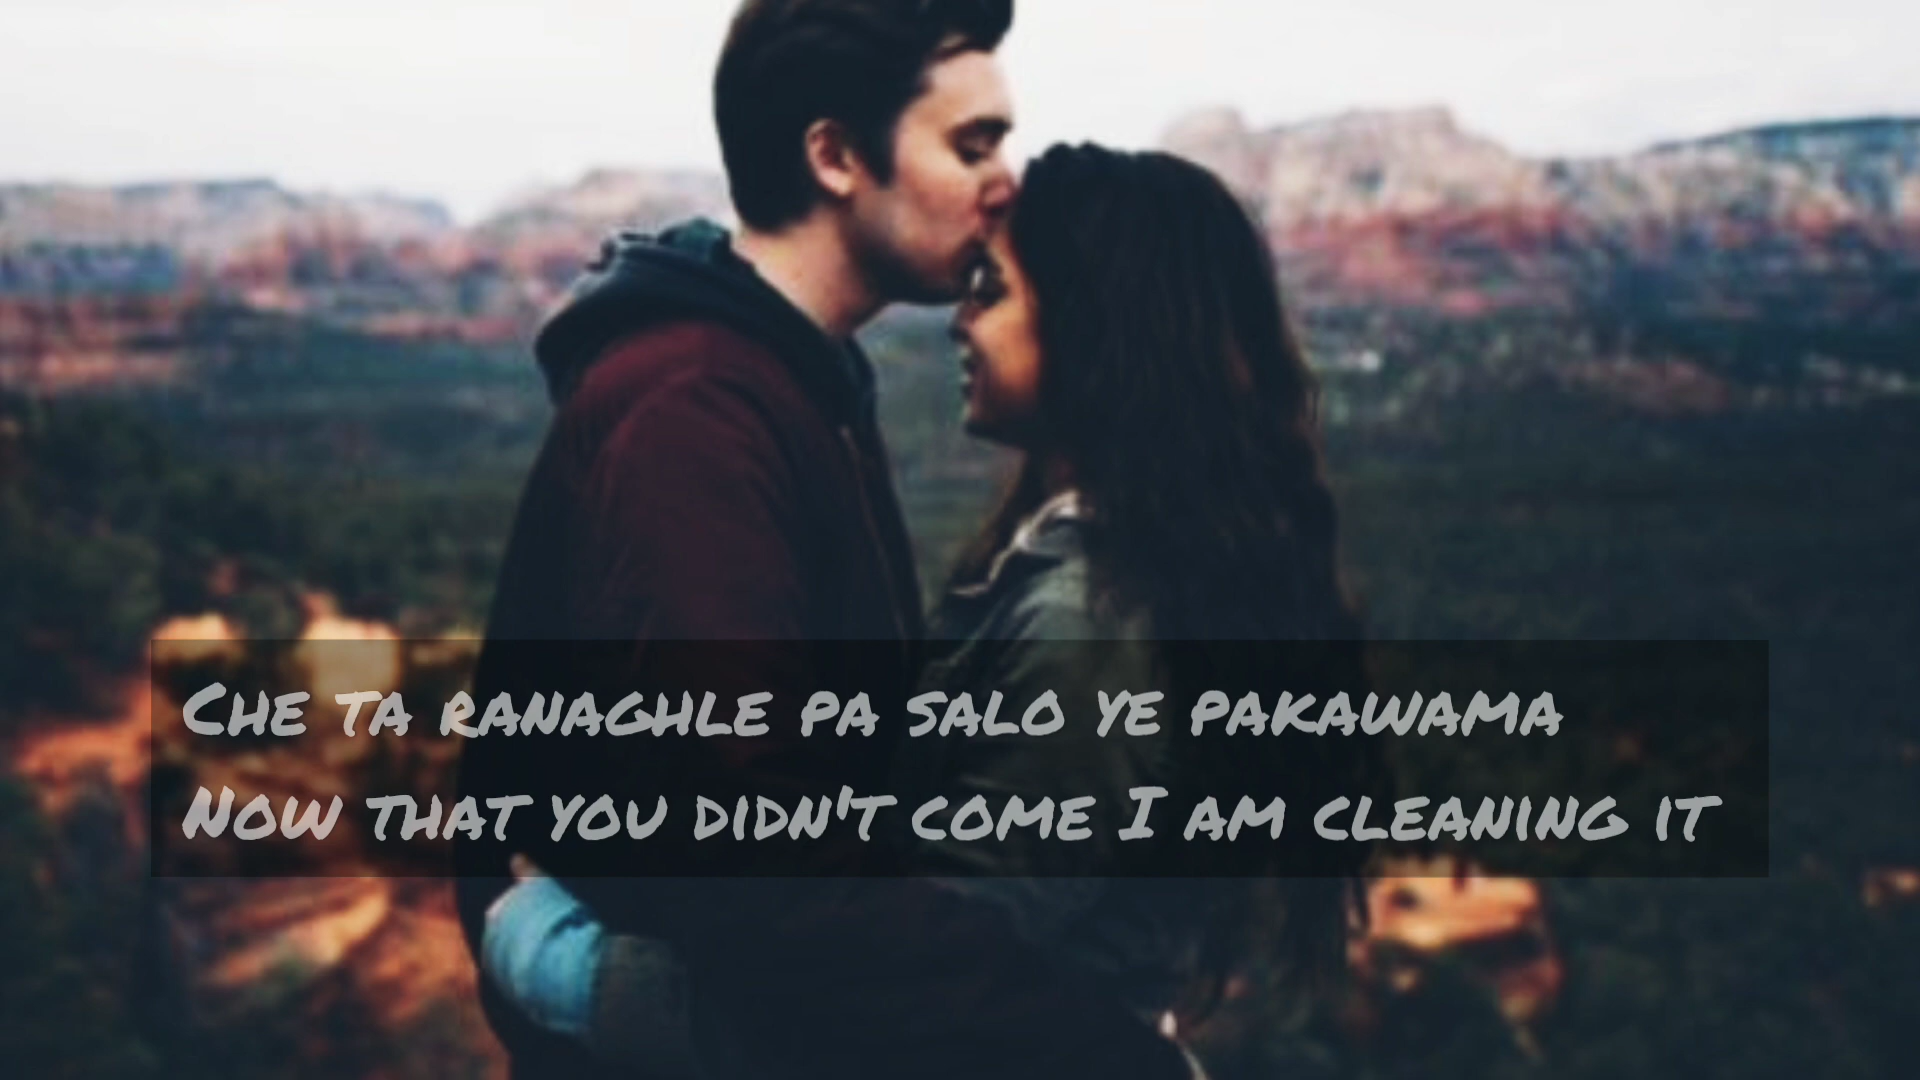 Che ta ranaghle pa salo ye pakawama
Now that you didn't come I am cleaning it